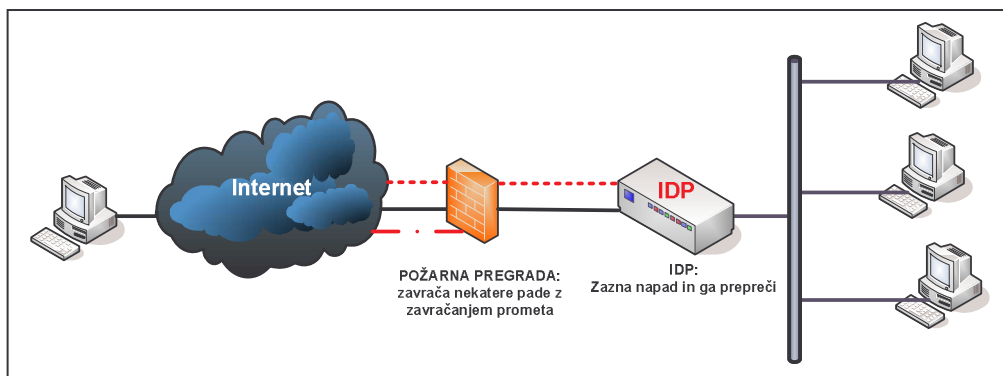 Internet
IDP
POŽARNA PREGRADA:
zavrača nekatere pade z
zavračanjem prometa
IDP:
Zazna napad in ga prepreči